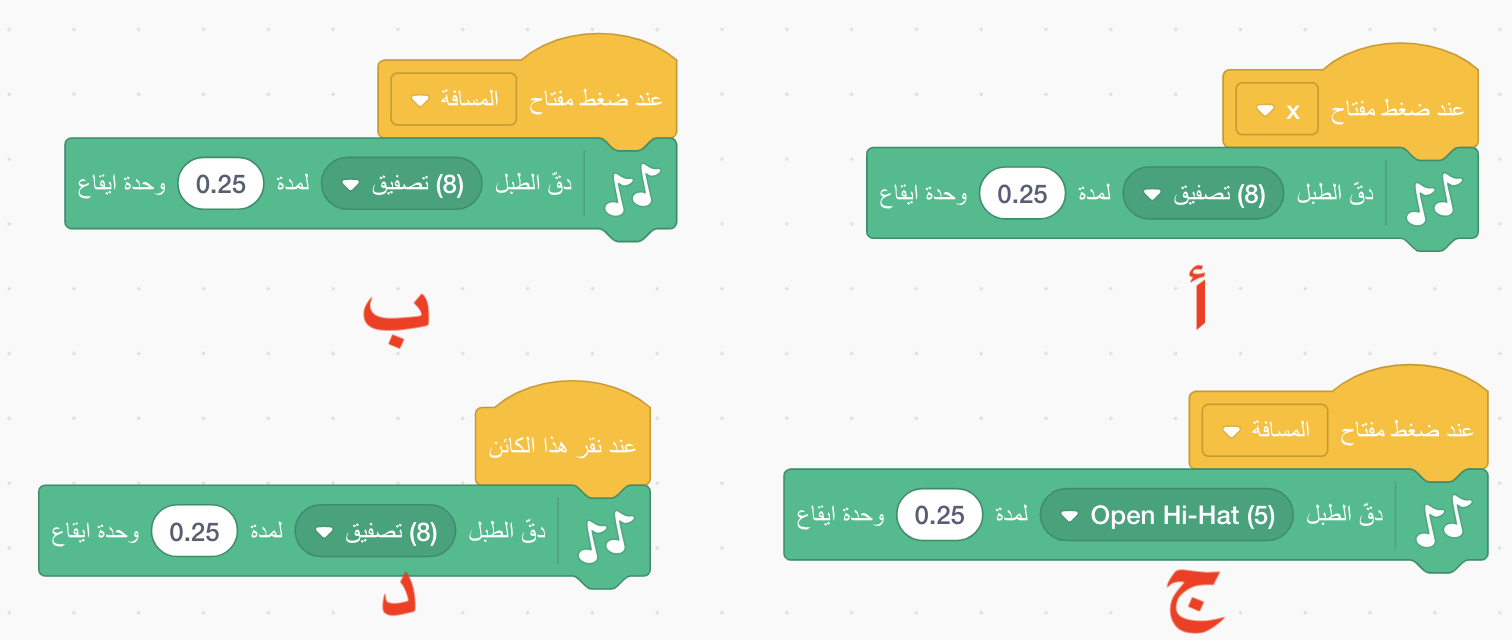 عند ضغط مفتاح x
دقّ الطبل (8) تصفيق لمدة 0.25 وحدة ايقاع
أ
عند ضغط مفتاح المسافة
دقّ الطبل (8) تصفيق لمدة 0.25 وحدة ايقاع
ب
عند ضغط مفتاح المسافة
دقّ الطبل Open Hi-Hat (5) لمدة 0.25 وحدة ايقاع
ج
عند نقر هذا الكائن
دقّ الطبل (8) تصفيق لمدة 0.25 وحدة ايقاع
د